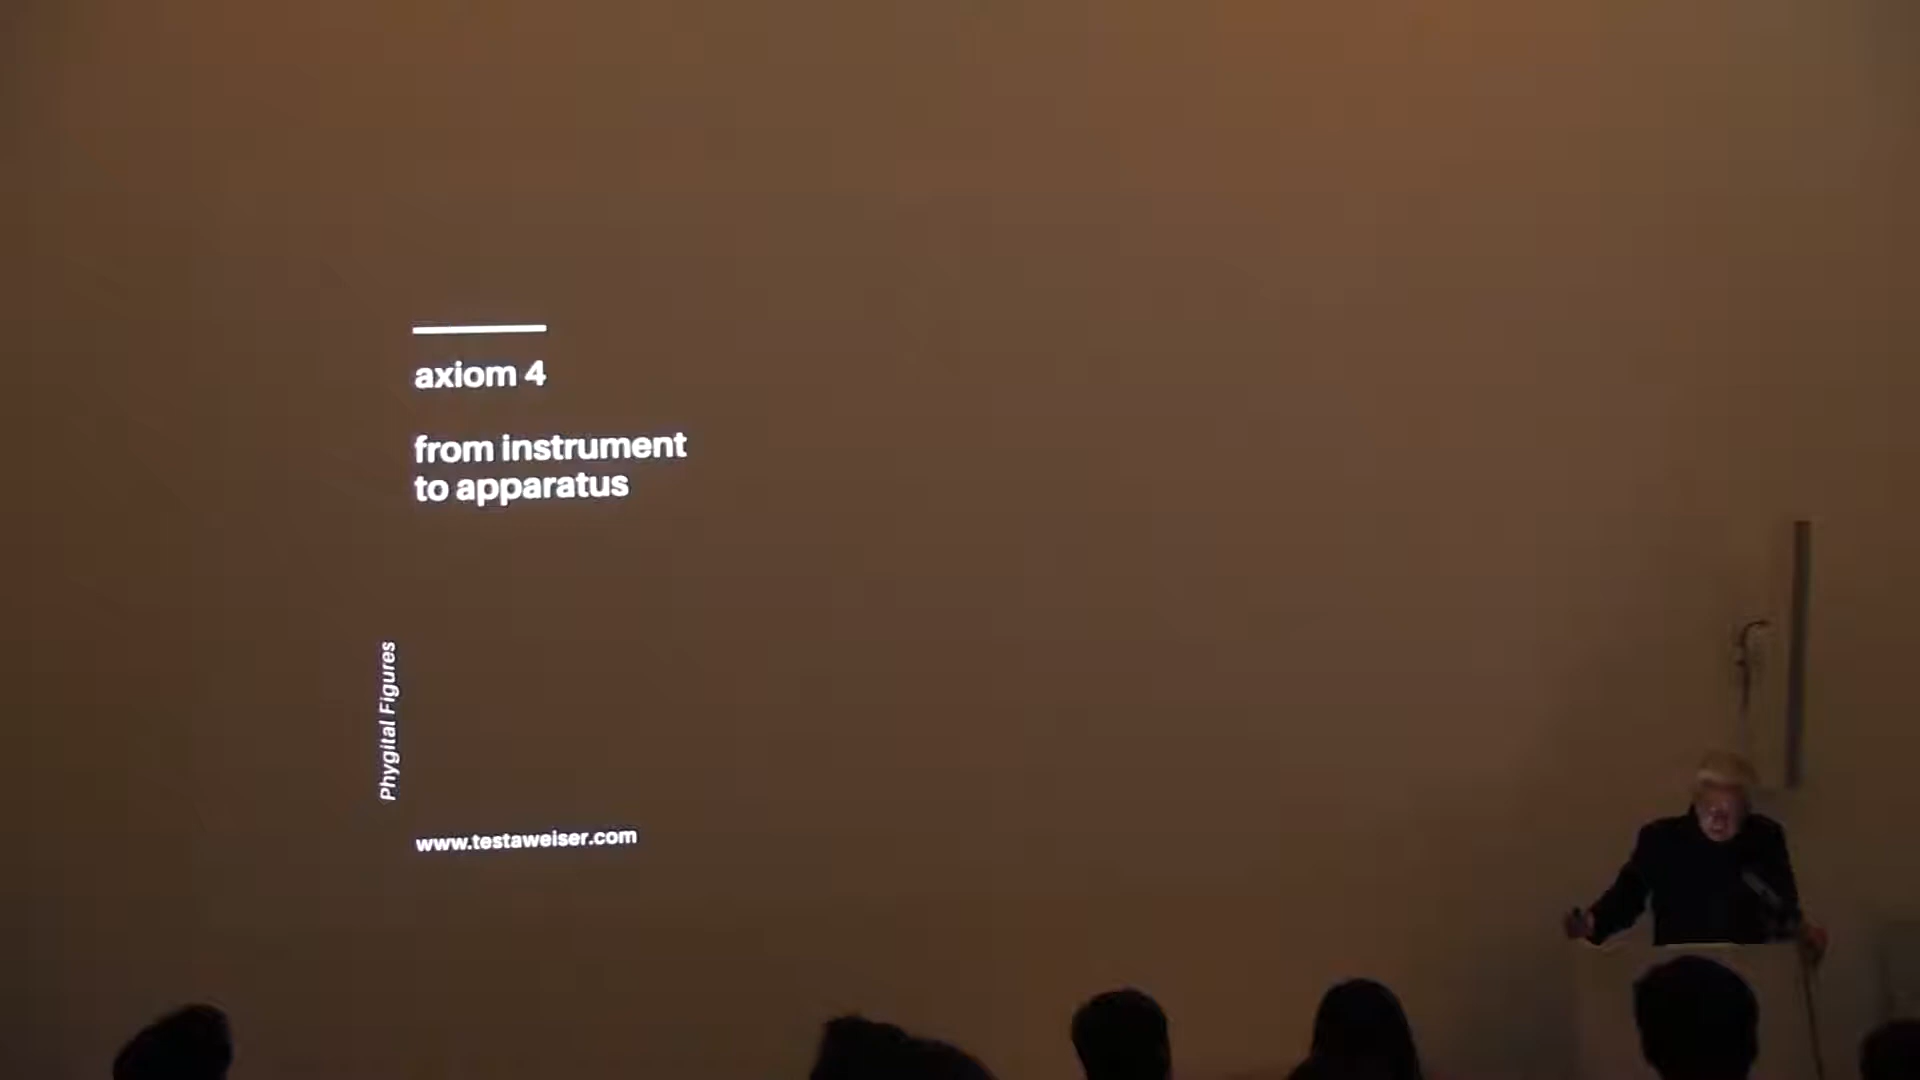 axiom 4
from instrument
to apparatus
Phygital Figures
www.testaweiser.com